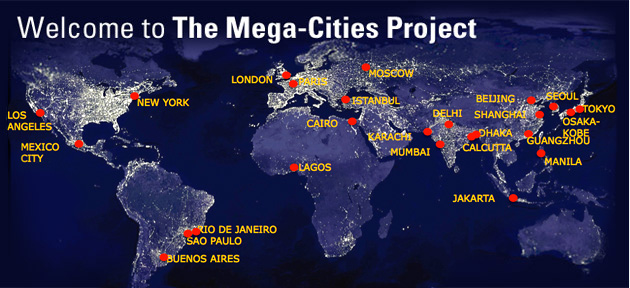 Welcome to The Mega-Cities Project
LONDON
PARIS
MOSCOW
NEW YORK
ISTANBUL
BEIJING
SEOUL
TOKYO
LOS
ANGELES
CAIRO
DELHI
SHANGHAI
OSAKA-
KOBE
KARACHI
DHAKA
MEXICO
CITY
MUMBAI
CALCUTTA
GUANGZHOU
MANILA
LAGOS
JAKARTA
RIO DE JANEIRO
SAO PAULO
BUENOS AIRES